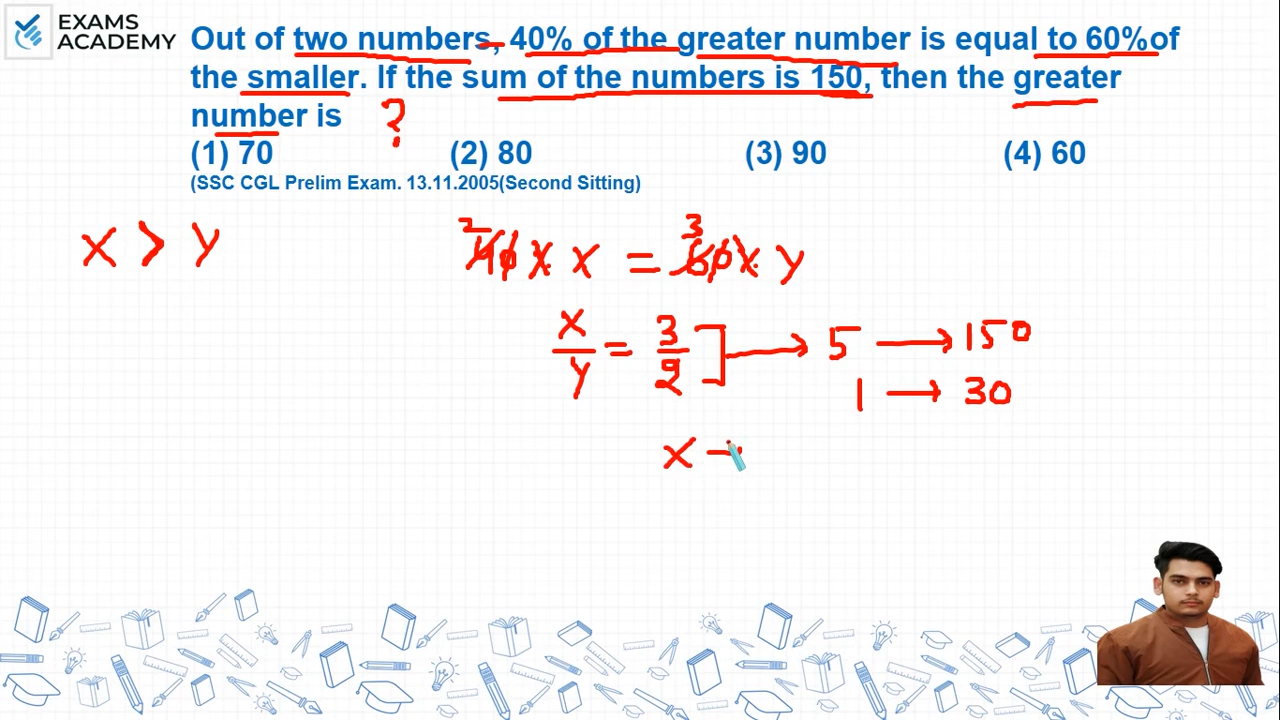 EXAMS
ACADEMY
Out of two numbers, 40% of the greater number is equal to 60%of
the smaller. If the sum of the numbers is 150, then the greater
number is ?
(1) 70 (2) 80 (3) 90 (4) 60
(SSC CGL Prelim Exam. 13.11.2005(Second Sitting)
x > y
2 3
40% x = 60% y
x/y = 3/2 ] → 5 → 150
1 → 30
x -